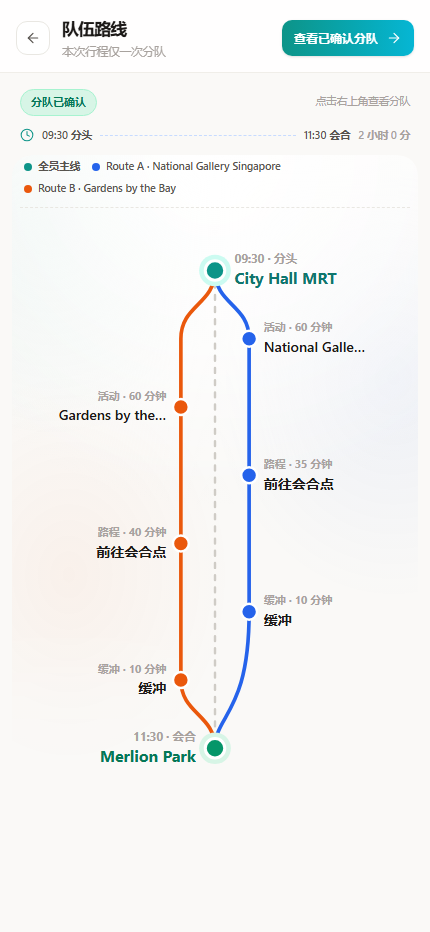 队伍路线
本次行程仅一次分队
查看已确认分队
分队已确认
点击右上角查看分队
09:30 分头
11:30 会合 2 小时 0 分
全员主线
Route A · National Gallery Singapore
Route B · Gardens by the Bay
09:30 · 分头
City Hall MRT
活动 · 60 分钟
National Galle...
活动 · 60 分钟
Gardens by the...
路程 · 35 分钟
前往会合点
路程 · 40 分钟
前往会合点
缓冲 · 10 分钟
缓冲
缓冲 · 10 分钟
缓冲
11:30 · 会合
Merlion Park